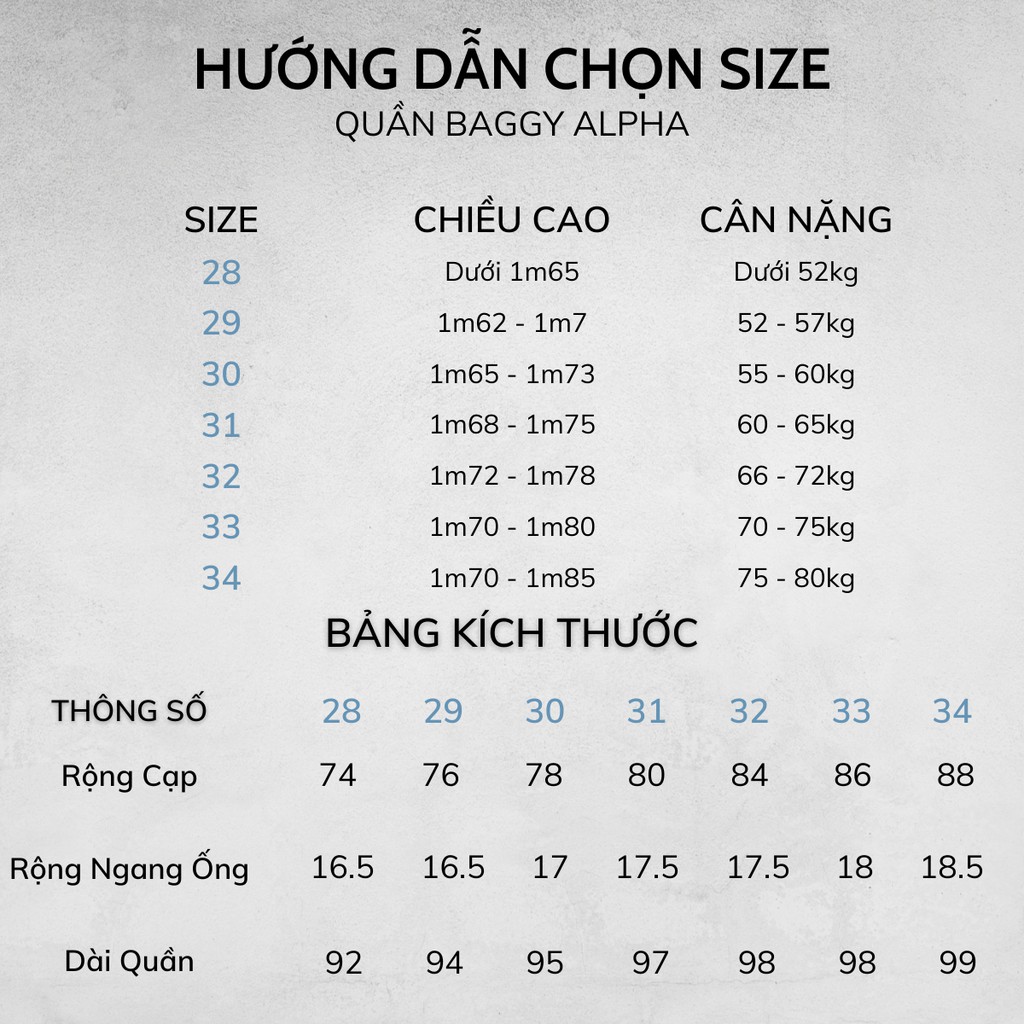 HƯỚNG DẪN CHỌN SIZE
QUẦN BAGGY ALPHA
SIZE CHIỀU CAO CÂN NẶNG
28 Dưới 1m65 Dưới 52kg
29 1m62 - 1m7 52 - 57kg
30 1m65 - 1m73 55 - 60kg
31 1m68 - 1m75 60 - 65kg
32 1m72 - 1m78 66 - 72kg
33 1m70 - 1m80 70 - 75kg
34 1m70 - 1m85 75 - 80kg
BẢNG KÍCH THƯỚC
THÔNG SỐ 28 29 30 31 32 33 34
Rộng Cạp 74 76 78 80 84 86 88
Rộng Ngang Ống 16.5 16.5 17 17.5 17.5 18 18.5
Dài Quần 92 94 95 97 98 98 99